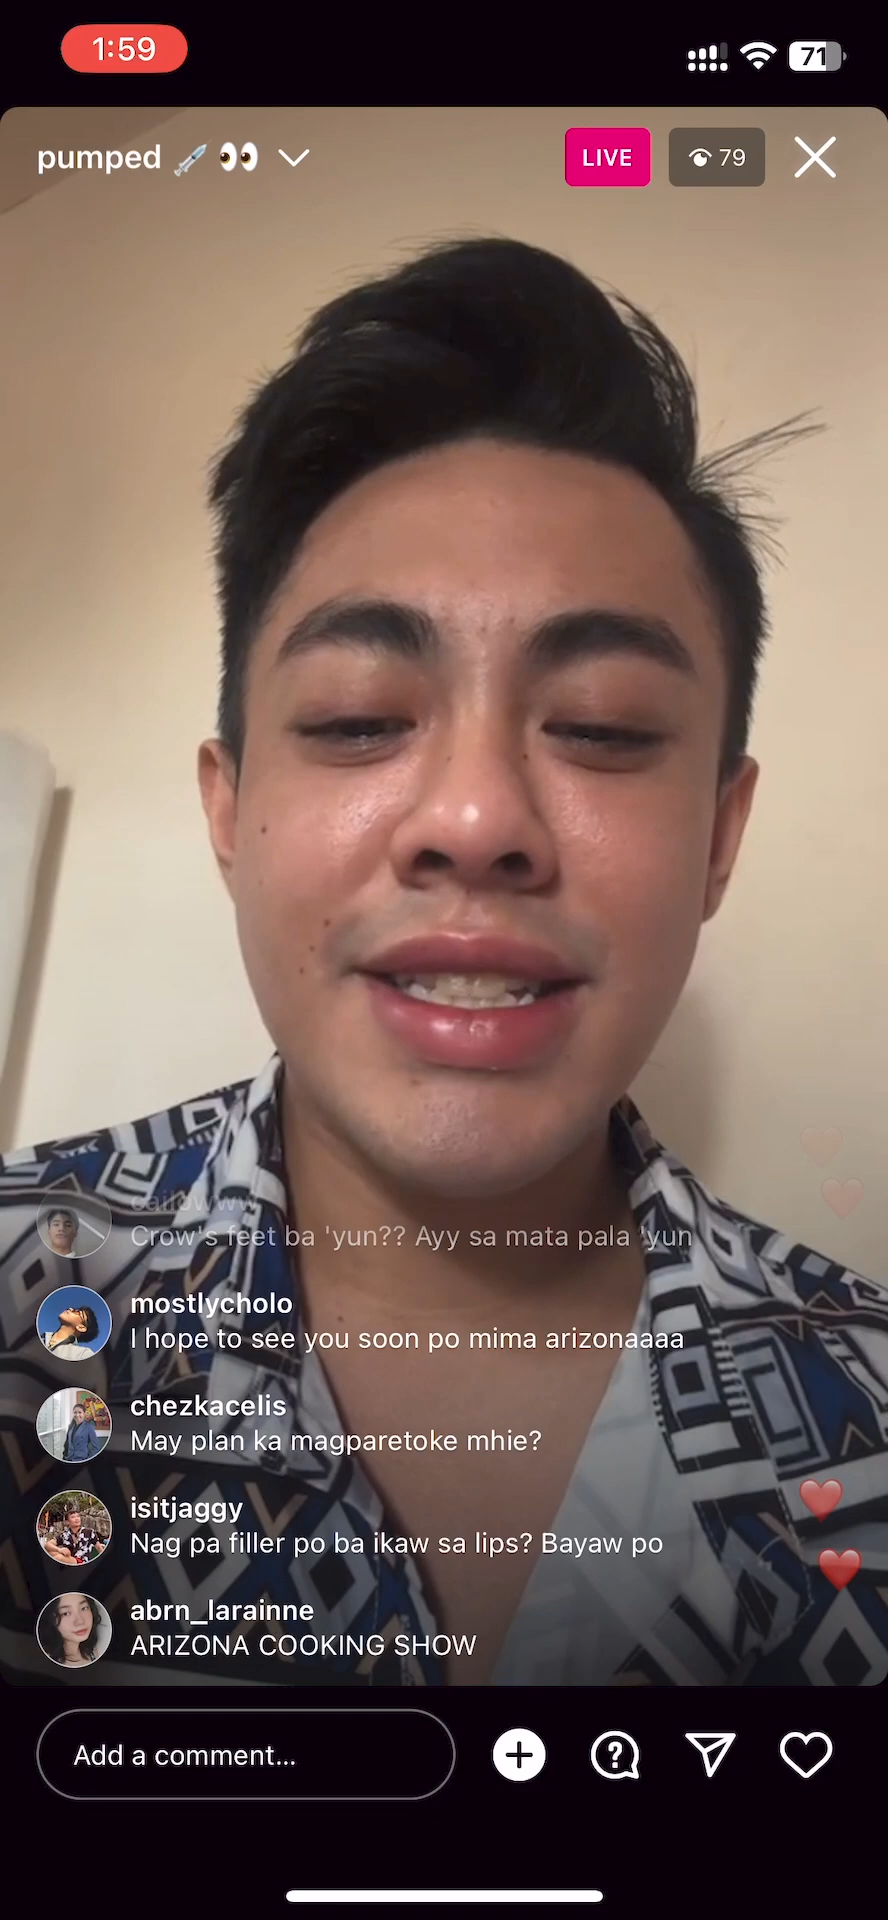 1:59
71
pumped 💉 👀
LIVE
79
cailowww
Crow's feet ba 'yun?? Ayy sa mata pala 'yun
mostlycholo
I hope to see you soon po mima arizonaaaa
chezkacelis
May plan ka magparetoke mhie?
isitjaggy
Nag pa filler po ba ikaw sa lips? Bayaw po
abrn_larainne
ARIZONA COOKING SHOW
Add a comment...